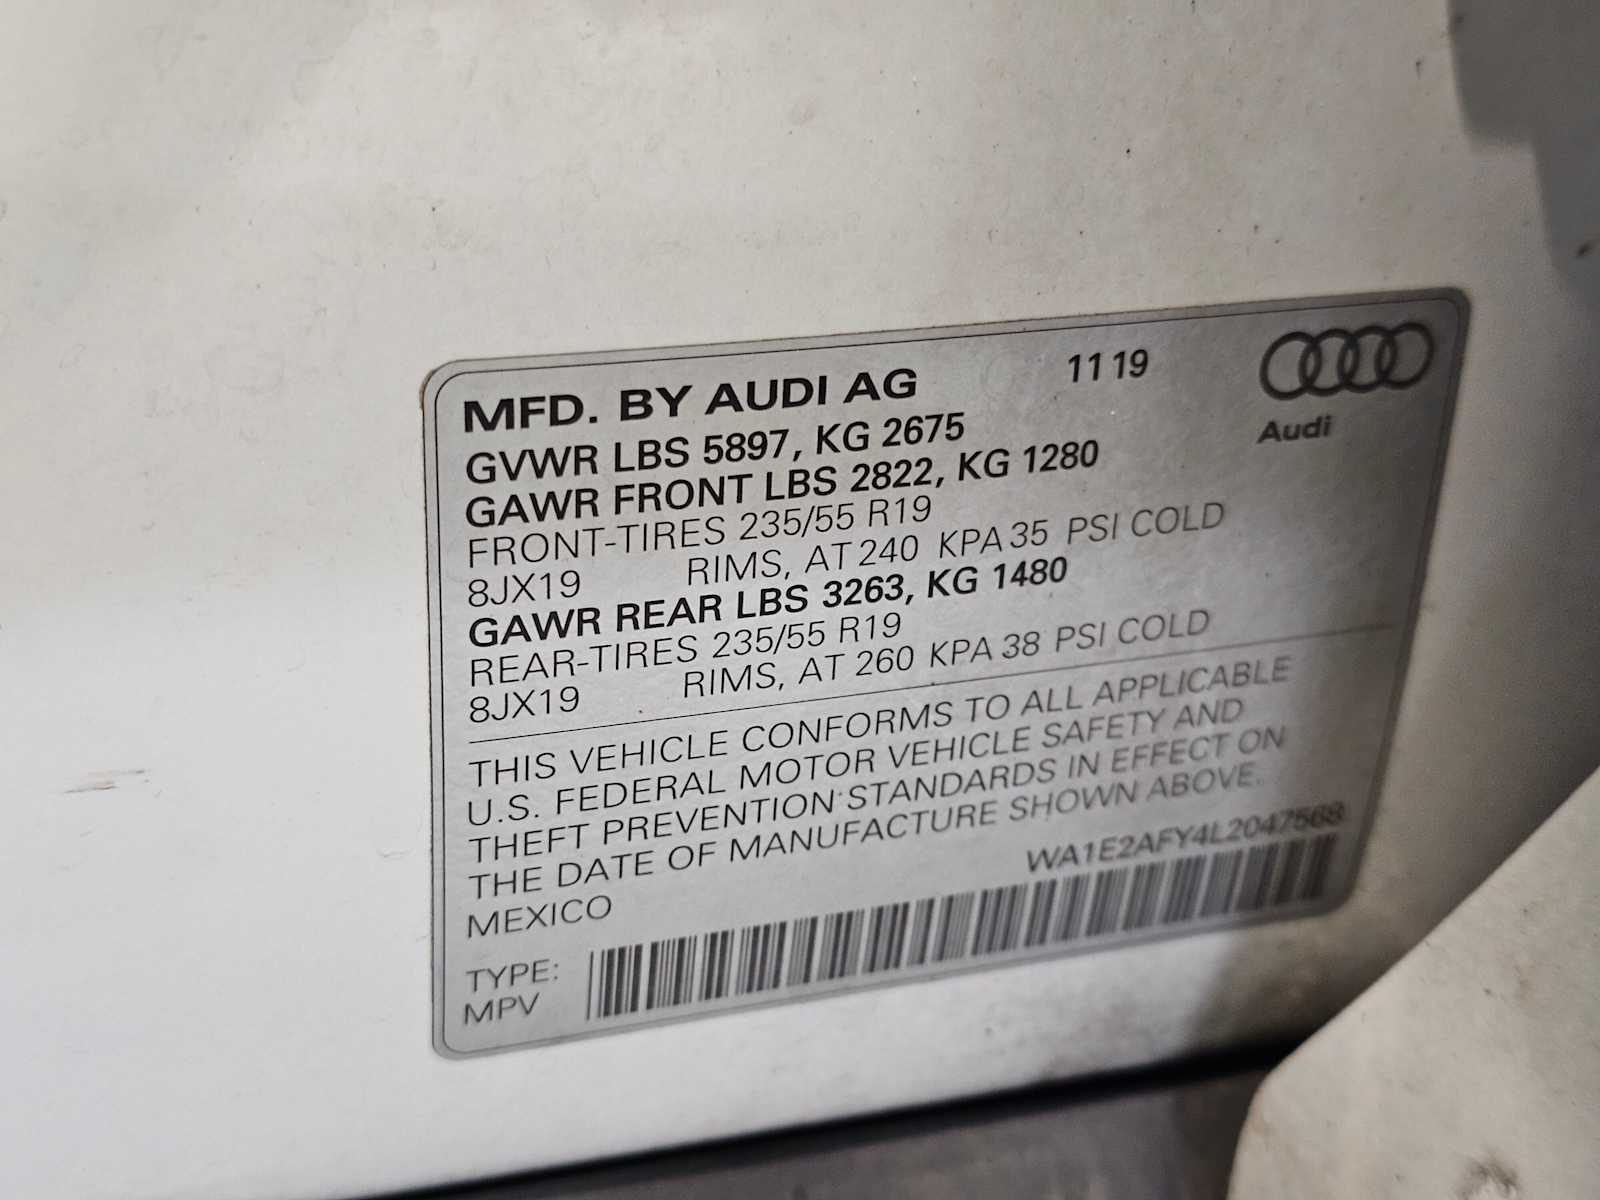 MFD. BY AUDI AG 11 19
Audi
GVWR LBS 5897, KG 2675
GAWR FRONT LBS 2822, KG 1280
FRONT-TIRES 235/55 R19
8JX19 RIMS, AT 240 KPA 35 PSI COLD
GAWR REAR LBS 3263, KG 1480
REAR-TIRES 235/55 R19
8JX19 RIMS, AT 260 KPA 38 PSI COLD
THIS VEHICLE CONFORMS TO ALL APPLICABLE
U.S. FEDERAL MOTOR VEHICLE SAFETY AND
THEFT PREVENTION STANDARDS IN EFFECT ON
THE DATE OF MANUFACTURE SHOWN ABOVE.
WA1E2AFY4L2047568
MEXICO
TYPE:
MPV